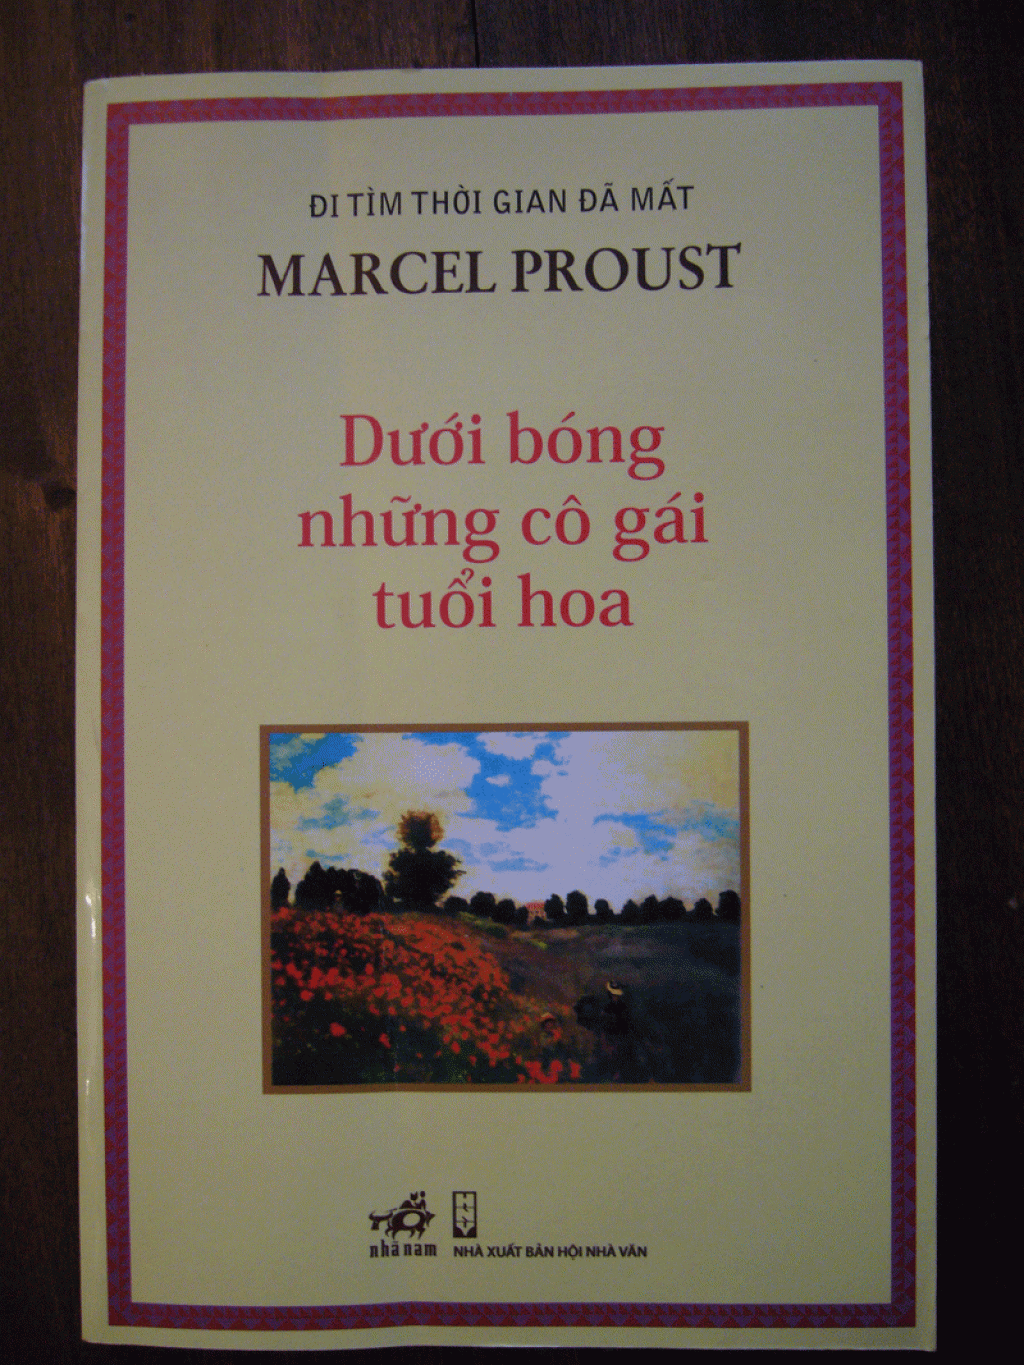 ĐI TÌM THỜI GIAN ĐÃ MẤT
MARCEL PROUST
Dưới bóng
những cô gái
tuổi hoa
nhã nam
HNV
NHÀ XUẤT BẢN HỘI NHÀ VĂN